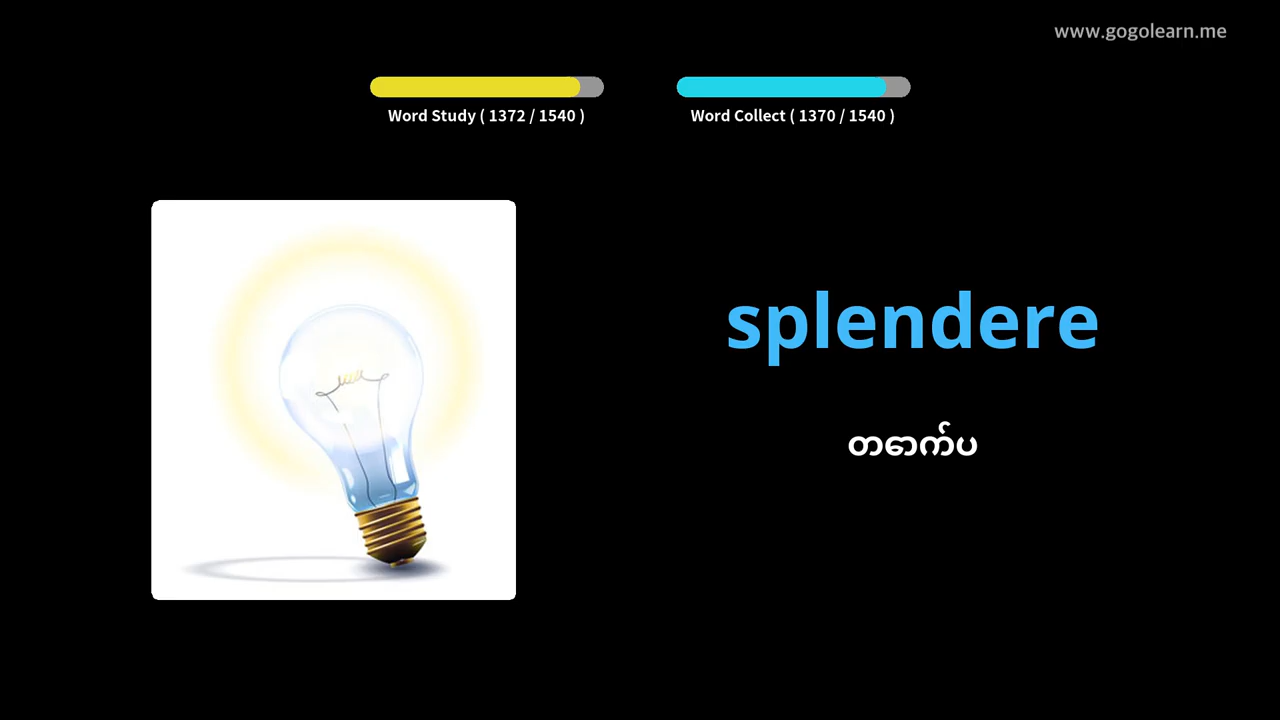 www.gogolearn.me
Word Study ( 1372 / 1540 )
Word Collect ( 1370 / 1540 )
splendere
တောက်ပ